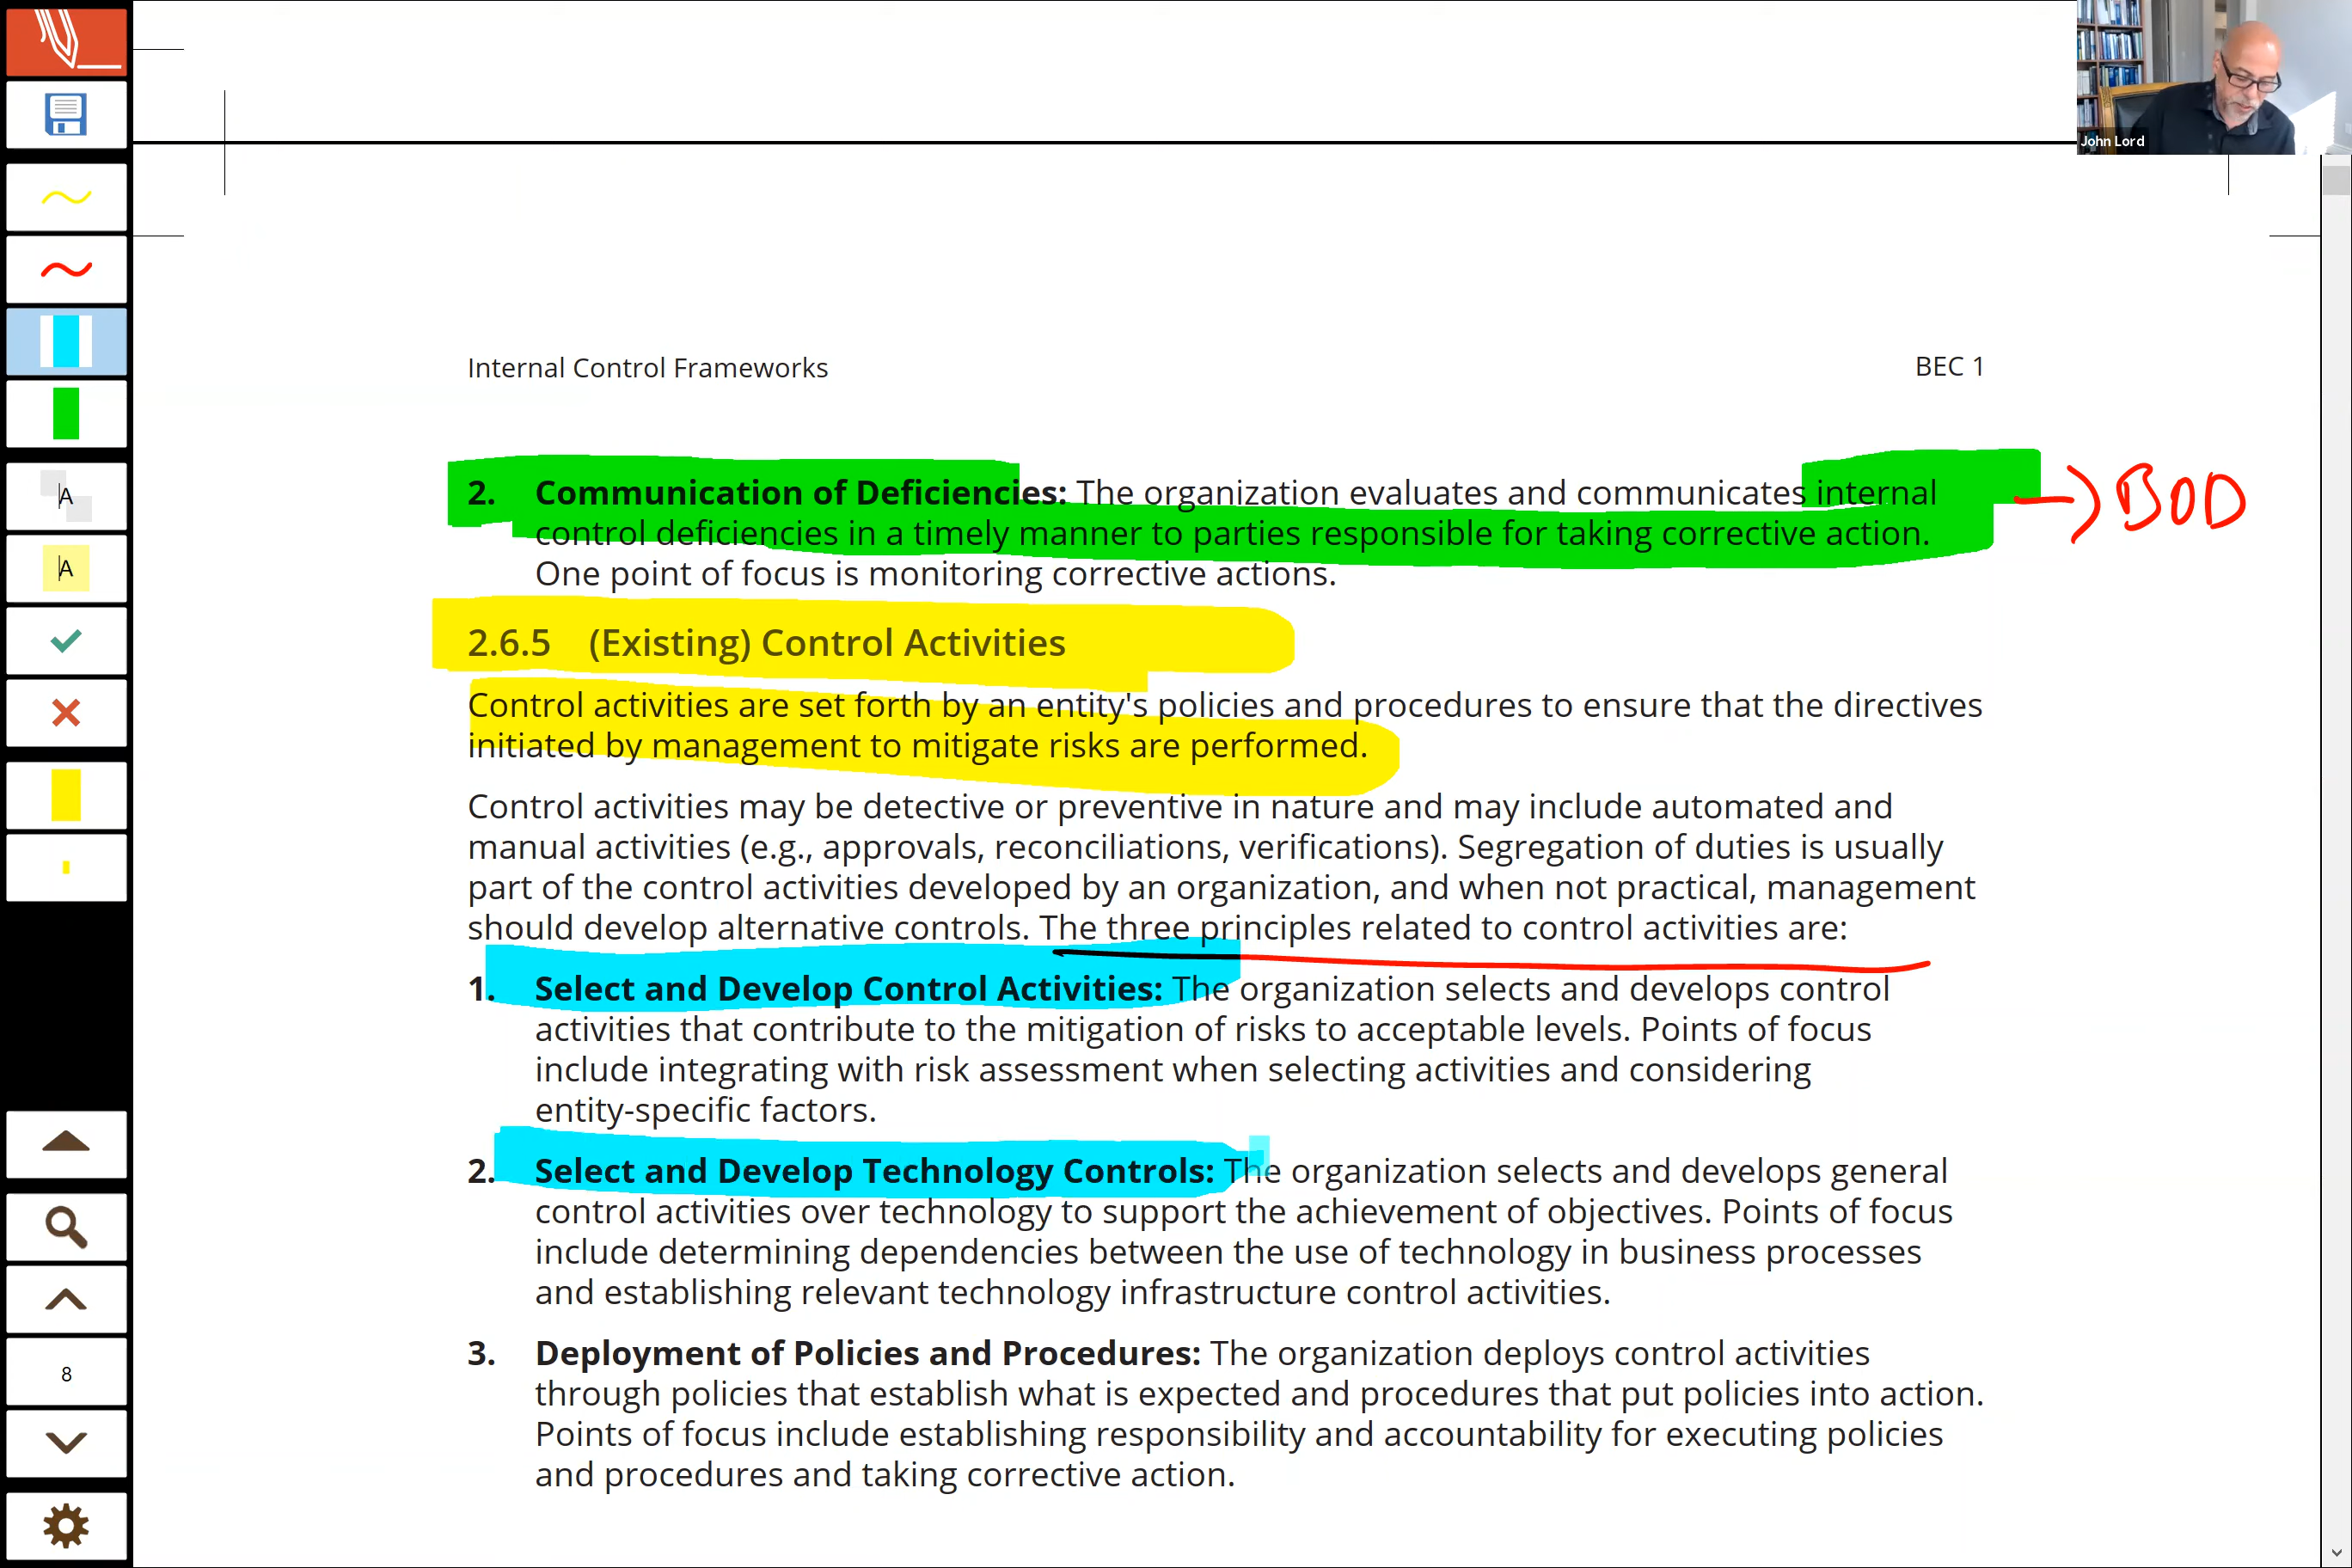 John Lord
Internal Control Frameworks
BEC 1
2. Communication of Deficiencies: The organization evaluates and communicates internal
control deficiencies in a timely manner to parties responsible for taking corrective action.
One point of focus is monitoring corrective actions.
BOD
2.6.5 (Existing) Control Activities
Control activities are set forth by an entity's policies and procedures to ensure that the directives
initiated by management to mitigate risks are performed.
Control activities may be detective or preventive in nature and may include automated and
manual activities (e.g., approvals, reconciliations, verifications). Segregation of duties is usually
part of the control activities developed by an organization, and when not practical, management
should develop alternative controls. The three principles related to control activities are:
1. Select and Develop Control Activities: The organization selects and develops control
activities that contribute to the mitigation of risks to acceptable levels. Points of focus
include integrating with risk assessment when selecting activities and considering
entity-specific factors.
2. Select and Develop Technology Controls: The organization selects and develops general
control activities over technology to support the achievement of objectives. Points of focus
include determining dependencies between the use of technology in business processes
and establishing relevant technology infrastructure control activities.
3. Deployment of Policies and Procedures: The organization deploys control activities
through policies that establish what is expected and procedures that put policies into action.
Points of focus include establishing responsibility and accountability for executing policies
and procedures and taking corrective action.
A
A
8